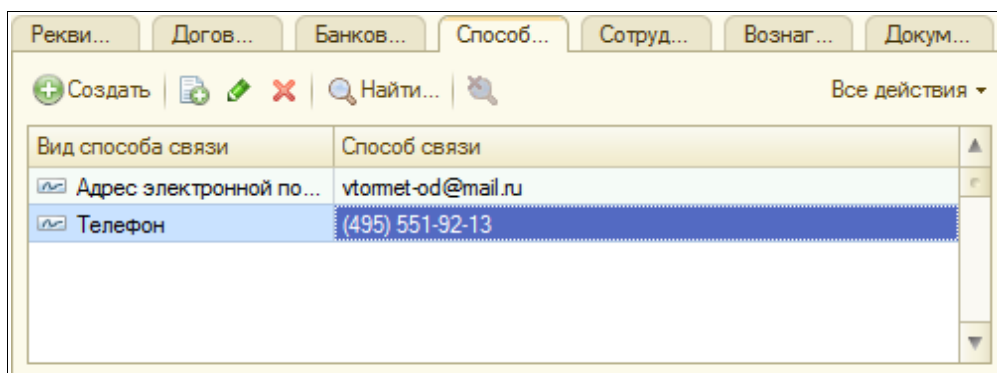 Рекви... Догов... Банков... Способ... Сотруд... Вознаг... Докум...
Создать Найти... Все действия
Вид способа связи Способ связи
Адрес электронной по... vtormet-od@mail.ru
Телефон (495) 551-92-13